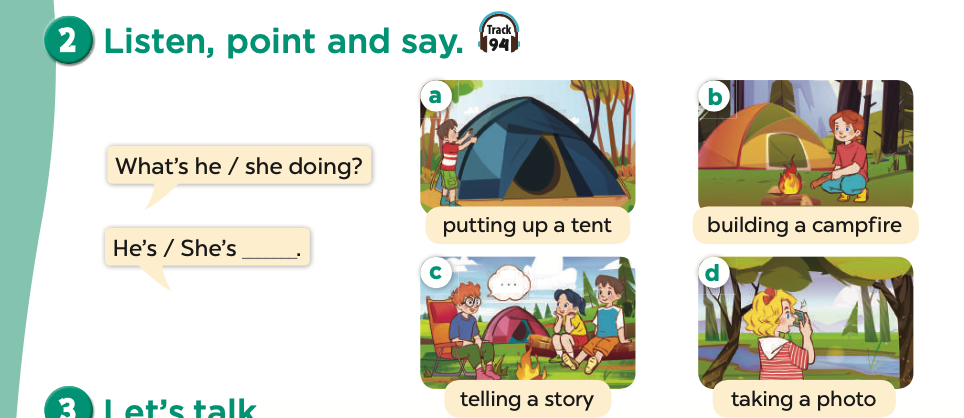 2 Listen, point and say. Track 94
What's he / she doing?
He's / She's _____.
a
putting up a tent
b
building a campfire
c
...
telling a story
d
taking a photo
3 Let's talk